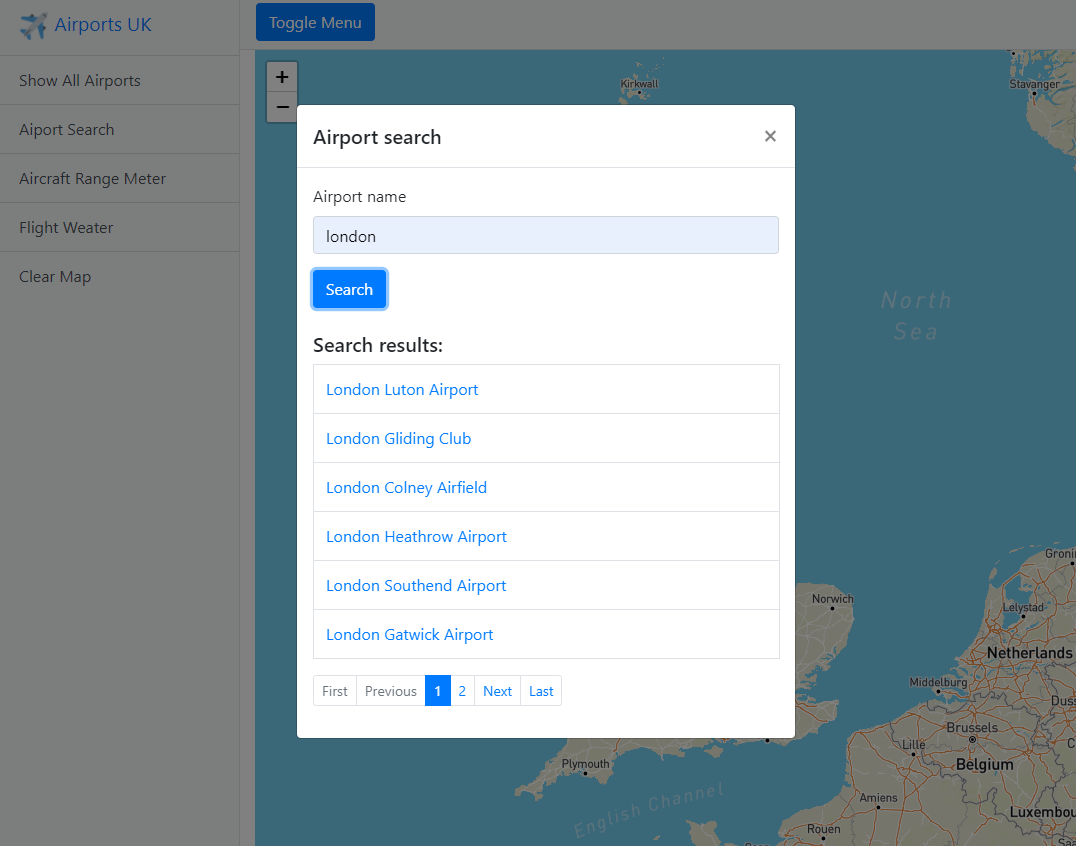 Airports UK
Toggle Menu
Show All Airports
Aiport Search
Aircraft Range Meter
Flight Weater
Clear Map
+
−
Kirkwall
Stavanger
Airport search
×
Airport name
london
Search
Search results:
London Luton Airport
London Gliding Club
London Colney Airfield
London Heathrow Airport
London Southend Airport
London Gatwick Airport
First Previous 1 2 Next Last
North
Sea
Norwich
Gronin
Lelystad
Netherlands
Middelburg
Duss
Brussels
Lille
Belgium
Plymouth
English Channel
Amiens
Luxembou
Rouen